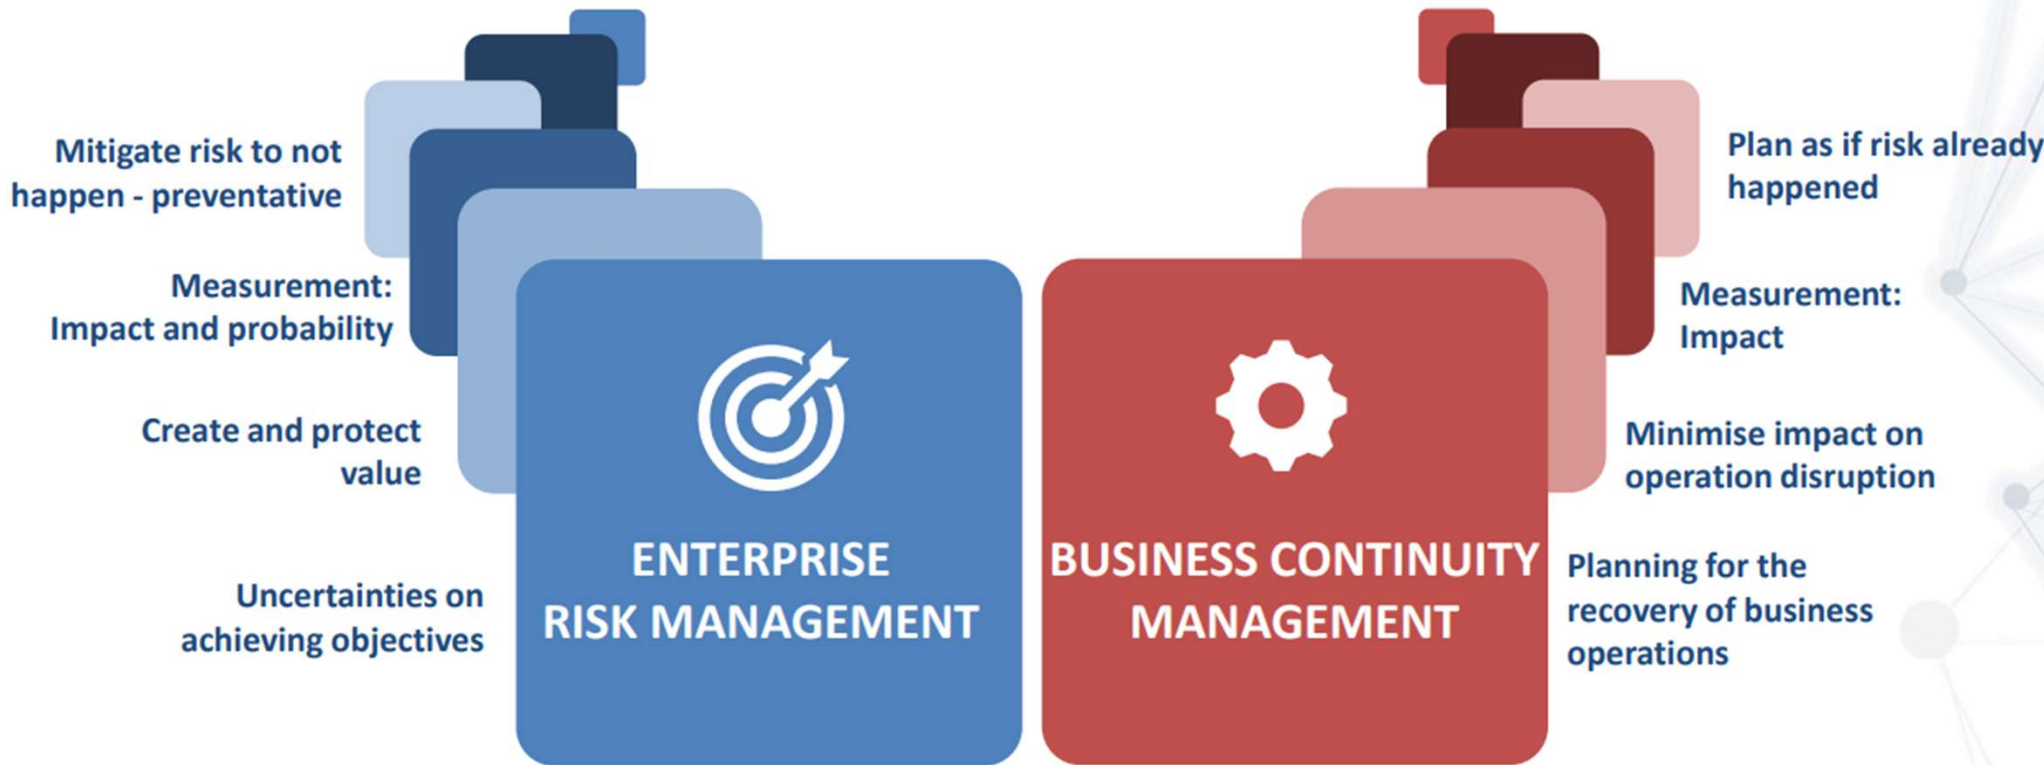 Mitigate risk to not
happen - preventative
Measurement:
Impact and probability
Create and protect
value
Uncertainties on
achieving objectives
ENTERPRISE
RISK MANAGEMENT
BUSINESS CONTINUITY
MANAGEMENT
Plan as if risk already
happened
Measurement:
Impact
Minimise impact on
operation disruption
Planning for the
recovery of business
operations